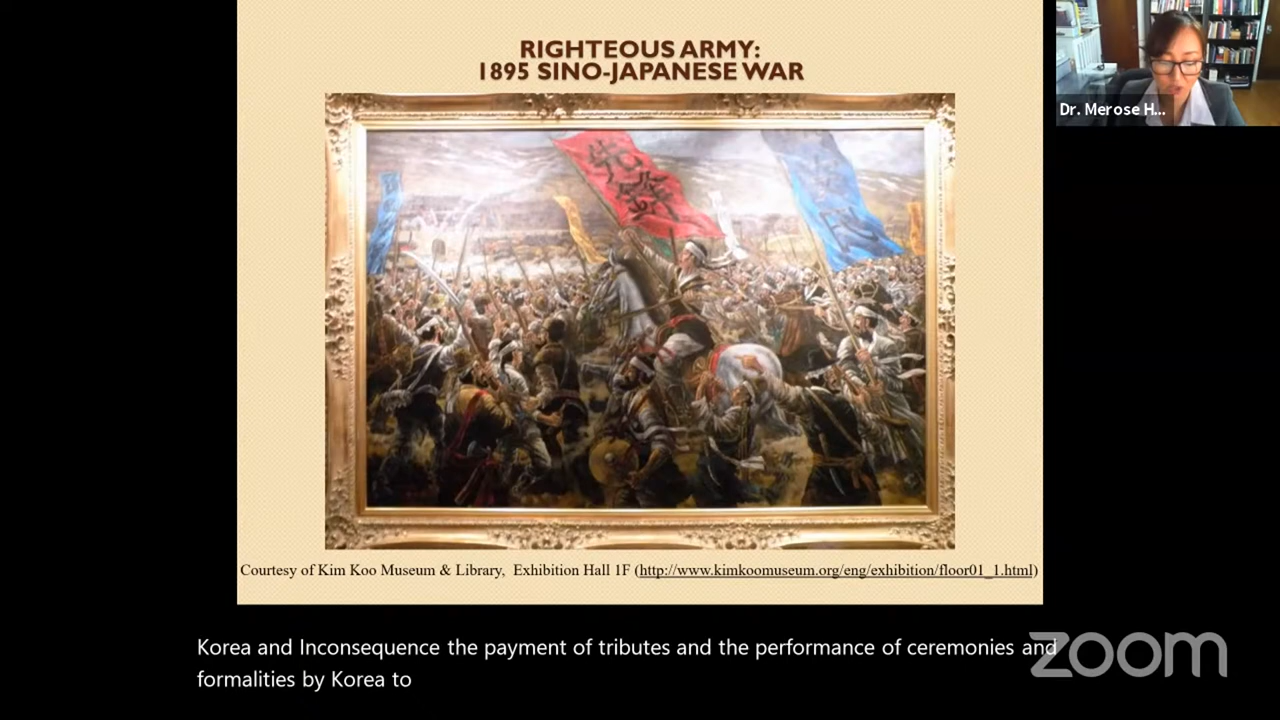 RIGHTEOUS ARMY:
1895 SINO-JAPANESE WAR
Dr. Merose H...
先鋒
Courtesy of Kim Koo Museum & Library, Exhibition Hall 1F (http://www.kimkoomuseum.org/eng/exhibition/floor01_1.html)
Korea and Inconsequence the payment of tributes and the performance of ceremonies and
formalities by Korea to
zoom